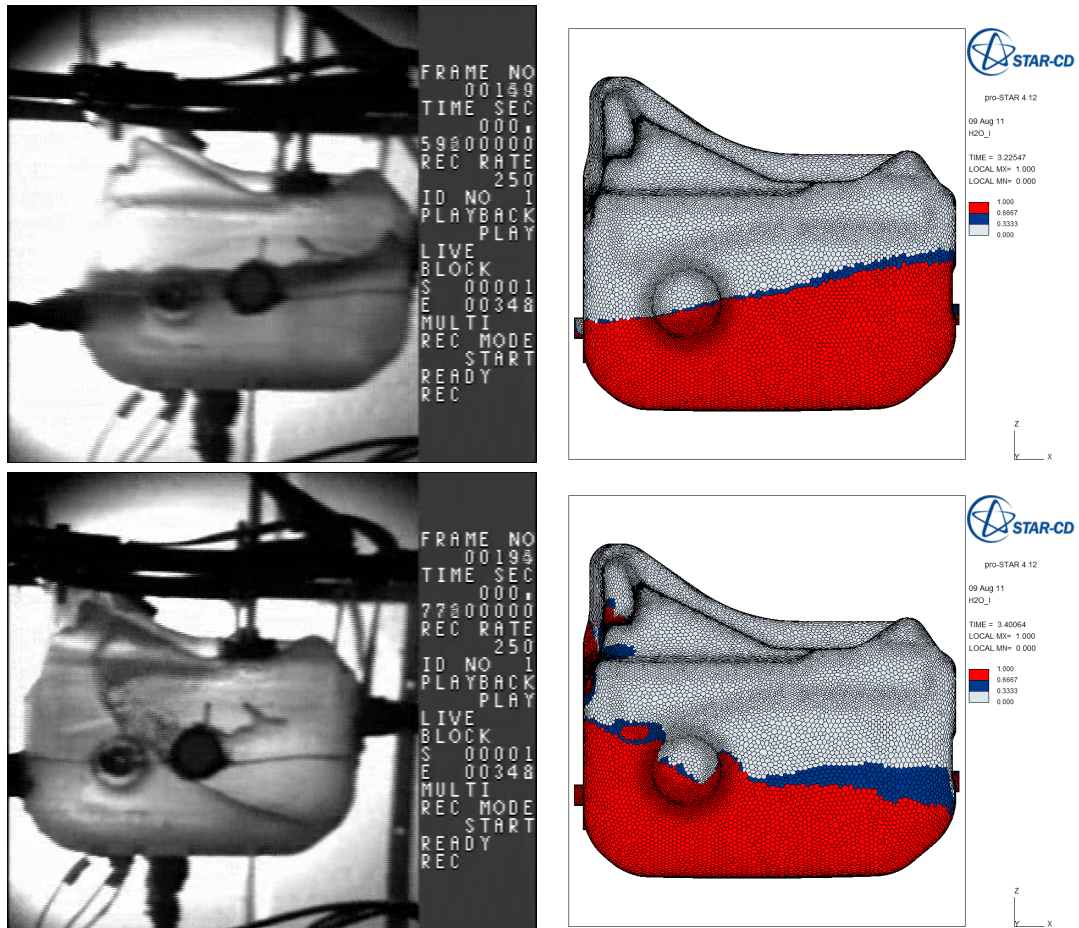 FRAME NO
TIME SEC
000.
REC RATE
250
ID NO 1
PLAYBACK
PLAY
LIVE
BLOCK
S 00001
E 00348
MULTI
REC MODE
START
READY
REC
STAR-CD
pro-STAR 4.12
09 Aug 11
H2O_l
TIME = 3.22547
LOCAL MX= 1.000
LOCAL MN= 0.000
1.000
0.6667
0.3333
0.000
Z
Y X
FRAME NO
TIME SEC
000.
REC RATE
250
ID NO 1
PLAYBACK
PLAY
LIVE
BLOCK
S 00001
E 00348
MULTI
REC MODE
START
READY
REC
STAR-CD
pro-STAR 4.12
09 Aug 11
H2O_l
TIME = 3.40064
LOCAL MX= 1.000
LOCAL MN= 0.000
1.000
0.6667
0.3333
0.000
Z
Y X